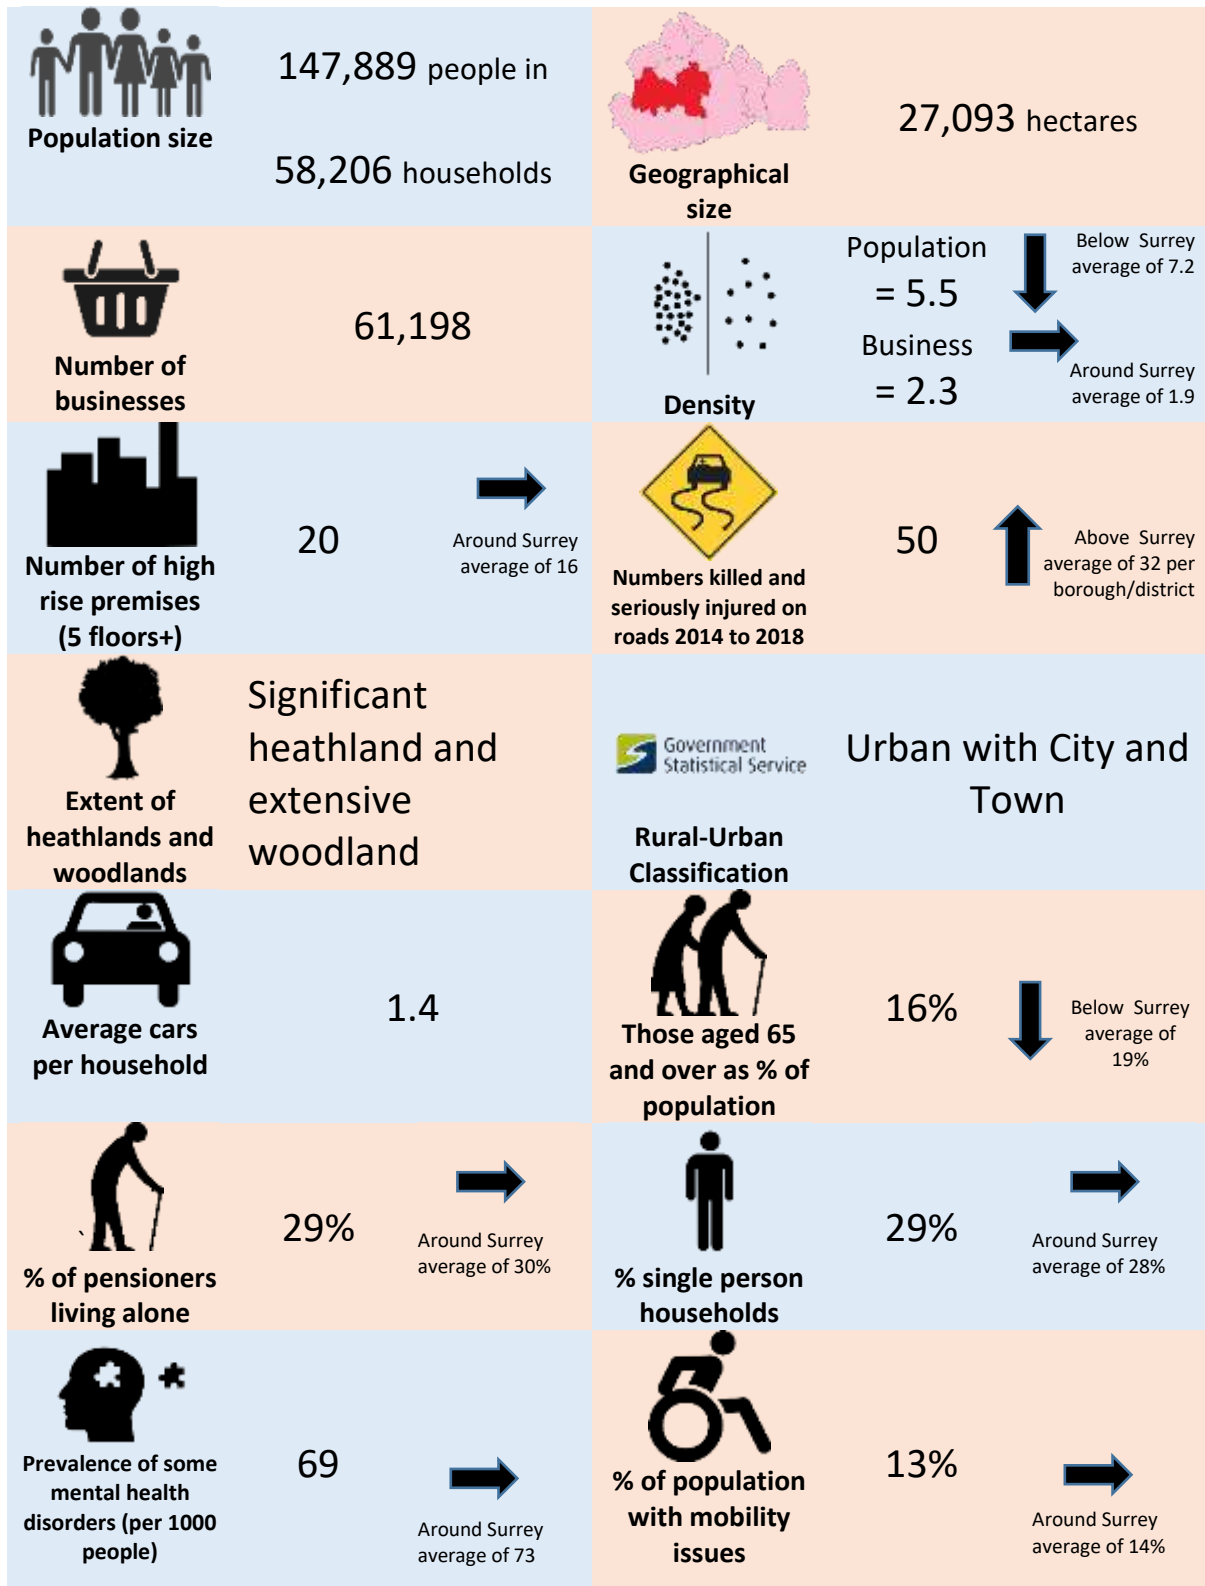 Population size
147,889 people in
58,206 households
Geographical
size
27,093 hectares
Number of
businesses
61,198
Density
Population
= 5.5
Below Surrey
average of 7.2
Business
= 2.3
Around Surrey
average of 1.9
Number of high
rise premises
(5 floors+)
20
Around Surrey
average of 16
Numbers killed and
seriously injured on
roads 2014 to 2018
50
Above Surrey
average of 32 per
borough/district
Extent of
heathlands and
woodlands
Significant
heathland and
extensive
woodland
Government
Statistical Service
Rural-Urban
Classification
Urban with City and
Town
Average cars
per household
1.4
Those aged 65
and over as % of
population
16%
Below Surrey
average of
19%
`
% of pensioners
living alone
29%
Around Surrey
average of 30%
% single person
households
29%
Around Surrey
average of 28%
Prevalence of some
mental health
disorders (per 1000
people)
69
Around Surrey
average of 73
% of population
with mobility
issues
13%
Around Surrey
average of 14%